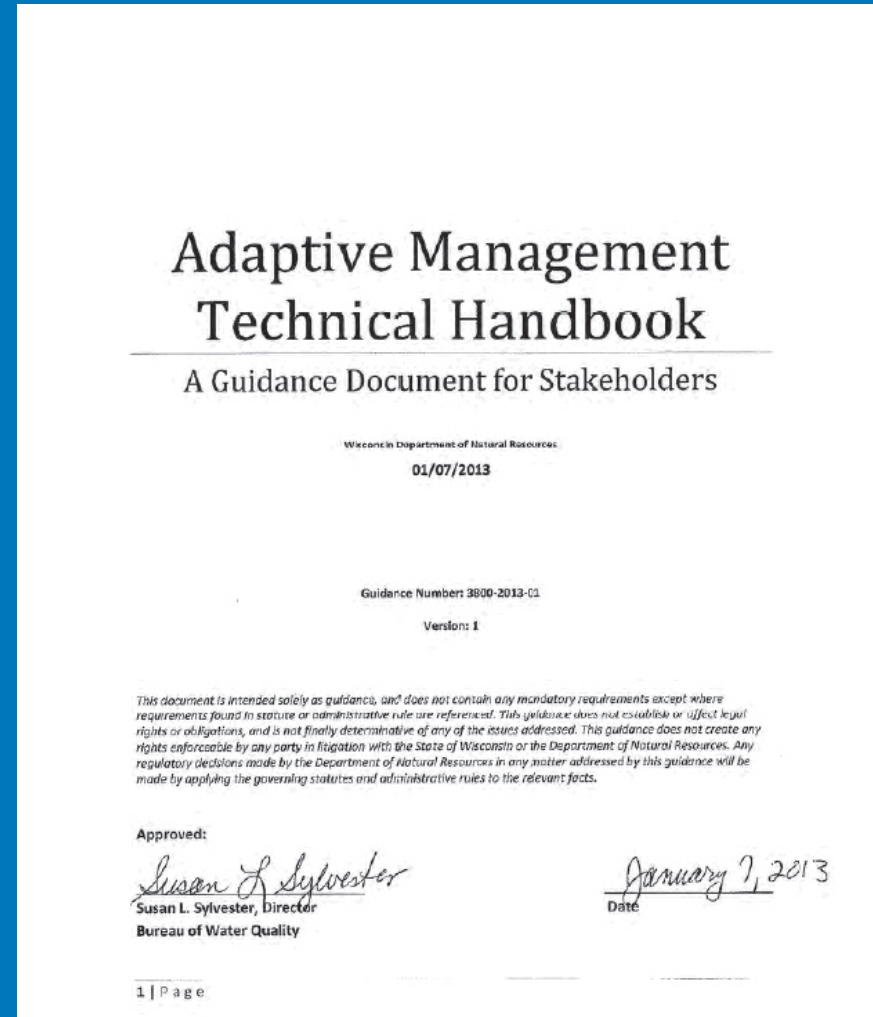 Adaptive Management
Technical Handbook
A Guidance Document for Stakeholders
Wisconsin Department of Natural Resources
01/07/2013
Guidance Number: 3800-2013-01
Version: 1
This document is intended solely as guidance, and does not contain any mandatory requirements except where
requirements found in statute or administrative rule are referenced. This guidance does not establish or affect legal
rights or obligations, and is not finally determinative of any of the issues addressed. This guidance does not create any
rights enforceable by any party in litigation with the State of Wisconsin or the Department of Natural Resources. Any
regulatory decisions made by the Department of Natural Resources in any matter addressed by this guidance will be
made by applying the governing statutes and administrative rules to the relevant facts.
Approved:
Susan L Sylvester January 7, 2013
Susan L. Sylvester, Director Date
Bureau of Water Quality
1 | Page